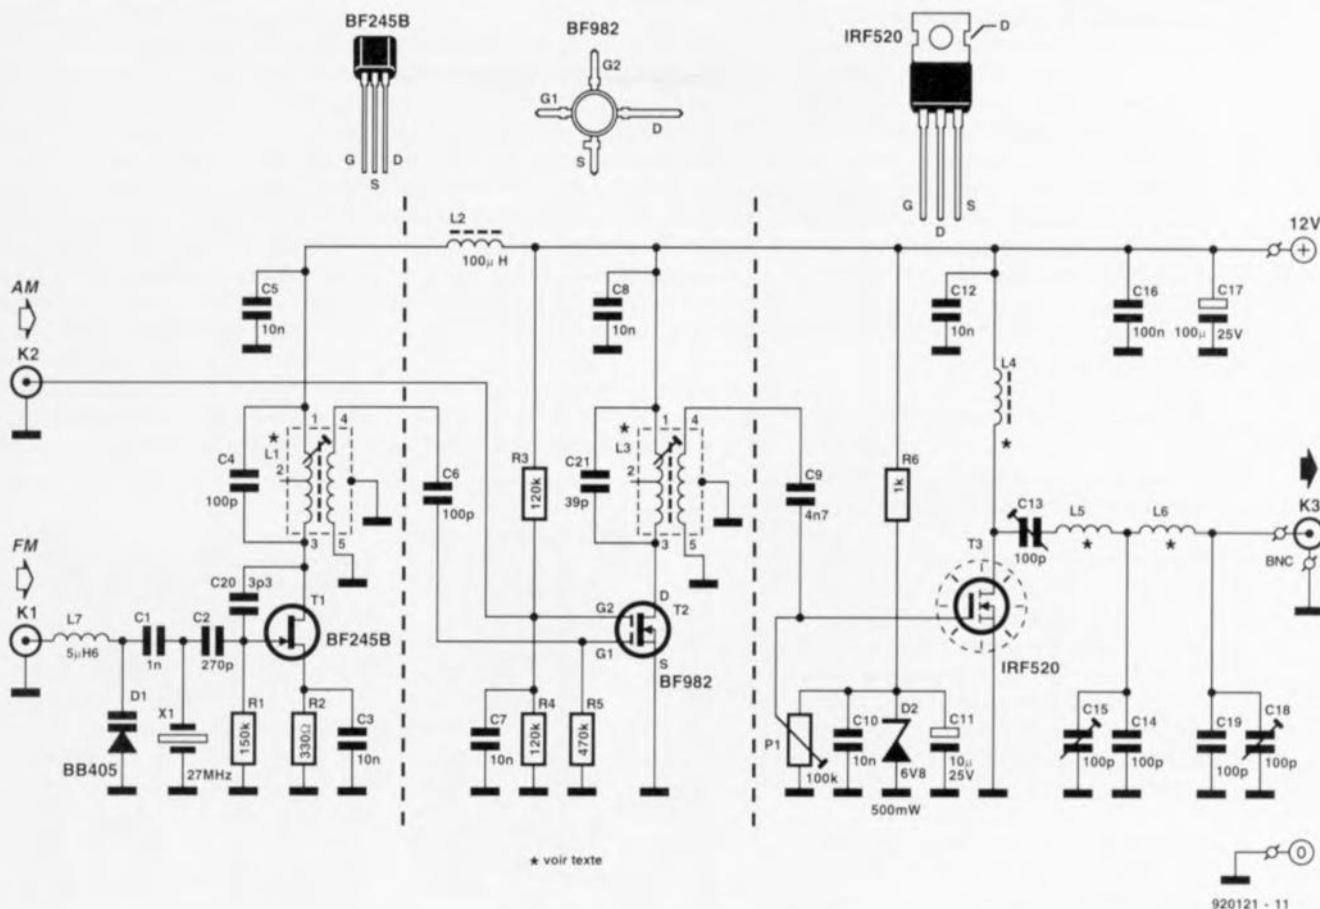 BF245B
BF982
IRF520
D
G2
G1
D
S
G
S
D
G
D
S
L2
100μ H
12V
+
AM
K2
C5
10n
C8
10n
C12
10n
C16
100n
C17
100μ
25V
L4
★
1
4
★
L1
2
3
5
C4
100p
C6
100p
R3
120k
C21
39p
1
4
★
L3
2
3
5
C9
4n7
R6
1k
C13
100p
L5
★
L6
★
K3
BNC
FM
K1
L7
5μH6
C1
1n
C2
270p
C20
3p3
T1
BF245B
D1
BB405
X1
27MHz
R1
150k
R2
330Ω
C3
10n
G2
G1
D
T2
S
BF982
C7
10n
R4
120k
R5
470k
T3
IRF520
P1
100k
C10
10n
D2
6V8
500mW
C11
10μ
25V
C15
100p
C14
100p
C19
100p
C18
100p
★ voir texte
0
920121 - 11